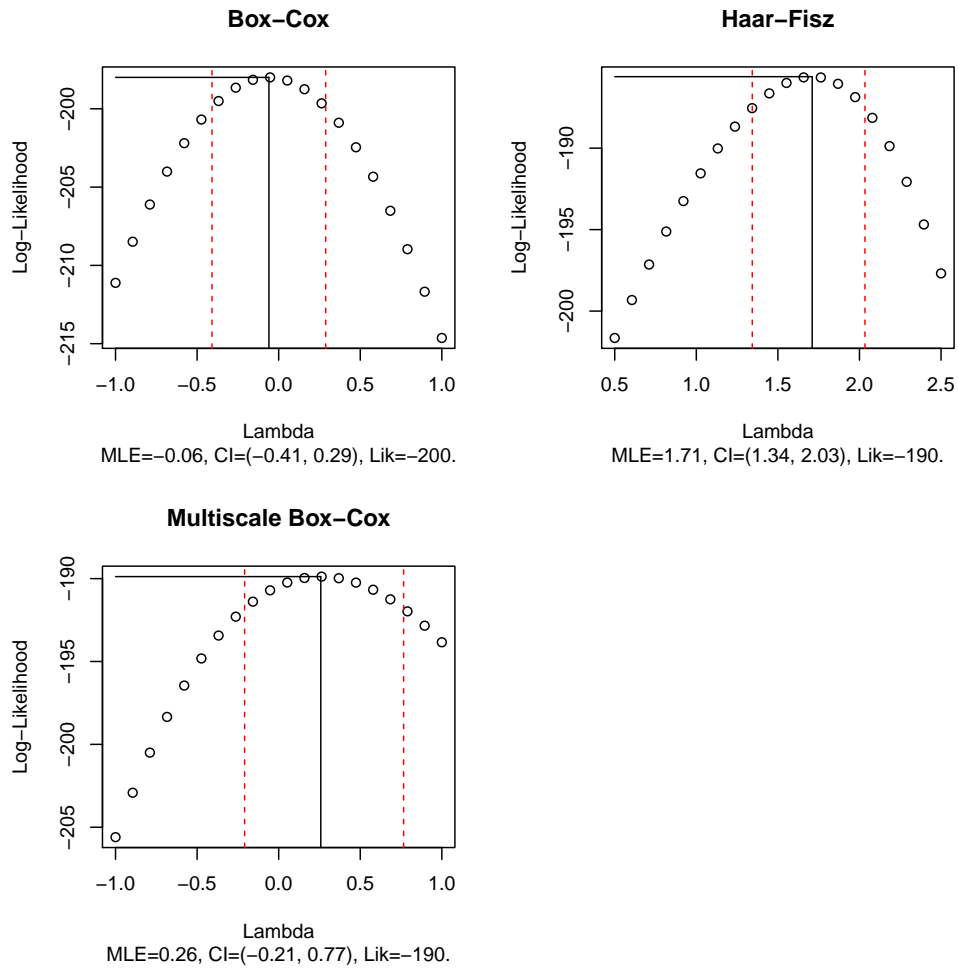 Box−Cox
Log−Likelihood
−200
−205
−210
−215
−1.0 −0.5 0.0 0.5 1.0
Lambda
MLE=−0.06, CI=(−0.41, 0.29), Lik=−200.
Haar−Fisz
Log−Likelihood
−190
−195
−200
0.5 1.0 1.5 2.0 2.5
Lambda
MLE=1.71, CI=(1.34, 2.03), Lik=−190.
Multiscale Box−Cox
Log−Likelihood
−190
−195
−200
−205
−1.0 −0.5 0.0 0.5 1.0
Lambda
MLE=0.26, CI=(−0.21, 0.77), Lik=−190.